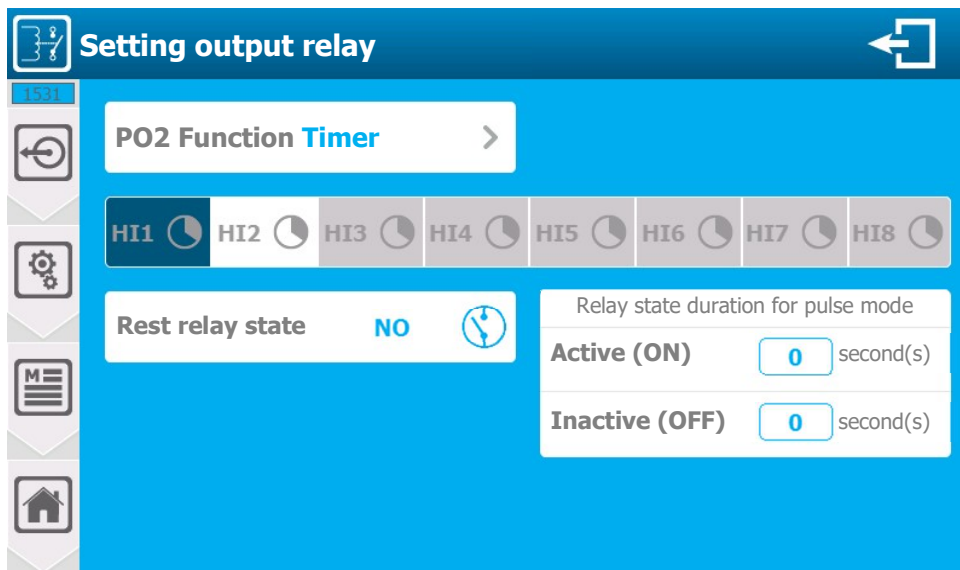 Setting output relay
1531
PO2 Function Timer
HI1 HI2 HI3 HI4 HI5 HI6 HI7 HI8
Rest relay state NO
Relay state duration for pulse mode
Active (ON) 0 second(s)
Inactive (OFF) 0 second(s)
M